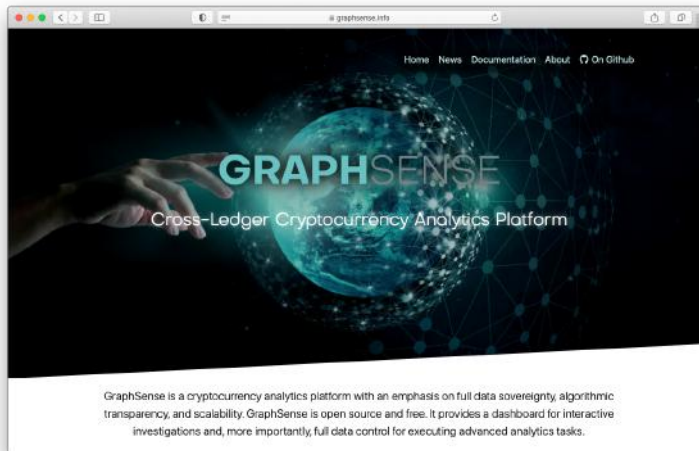 graphsense.info
Home News Documentation About On Github
GRAPHSENSE
Cross-Ledger Cryptocurrency Analytics Platform
GraphSense is a cryptocurrency analytics platform with an emphasis on full data sovereignty, algorithmic
transparency, and scalability. GraphSense is open source and free. It provides a dashboard for interactive
investigations and, more importantly, full data control for executing advanced analytics tasks.